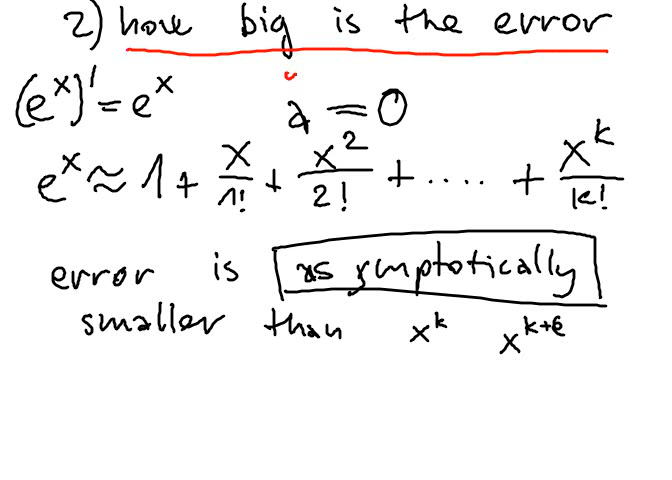 2) how big is the error
(e^x)' = e^x   a = 0
e^x ≈ 1 + x/1! + x^2/2! + .... + x^k/k!
error is asymptotically
smaller than x^k x^{k+ε}